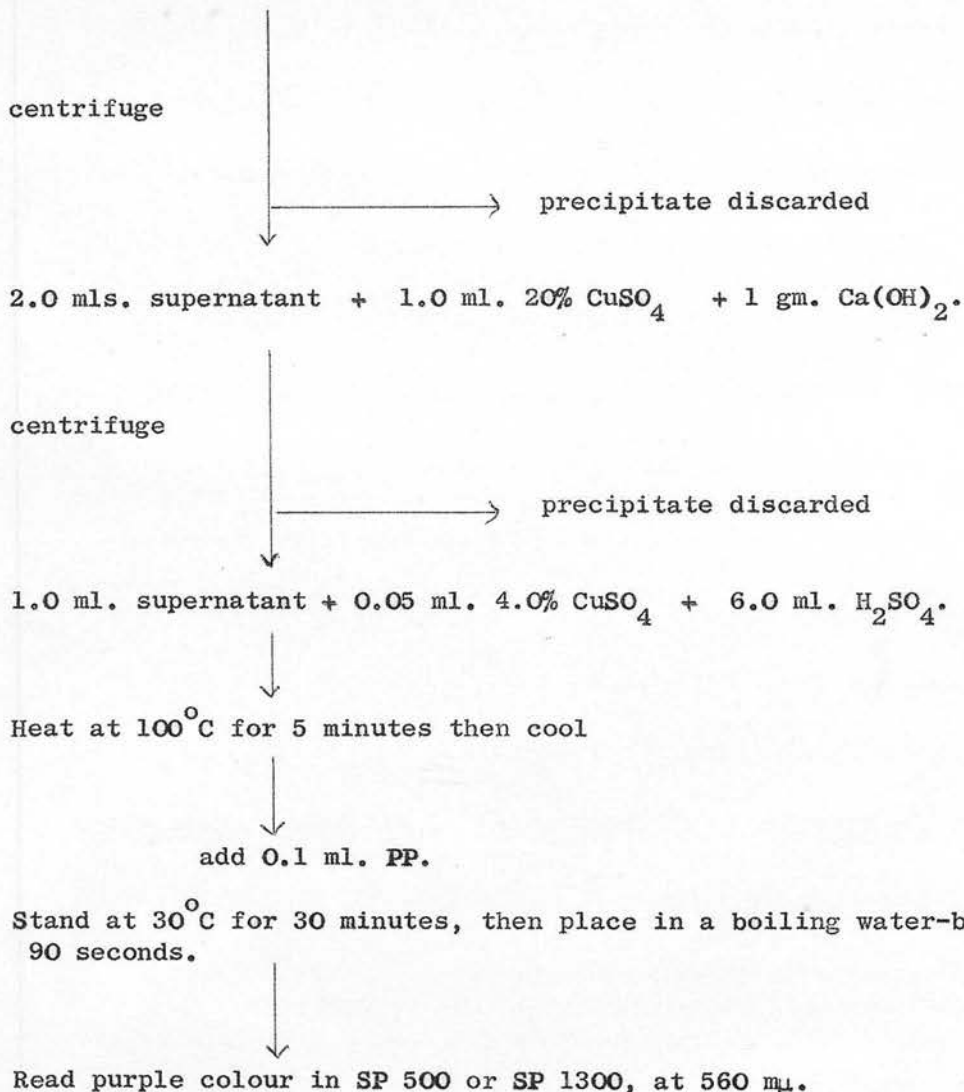 centrifuge
precipitate discarded
2.0 mls. supernatant + 1.0 ml. 20% CuSO4 + 1 gm. Ca(OH)2.
centrifuge
precipitate discarded
1.0 ml. supernatant + 0.05 ml. 4.0% CuSO4 + 6.0 ml. H2SO4.
Heat at 100°C for 5 minutes then cool
add 0.1 ml. PP.
Stand at 30°C for 30 minutes, then place in a boiling water-b
90 seconds.
Read purple colour in SP 500 or SP 1300, at 560 mµ.